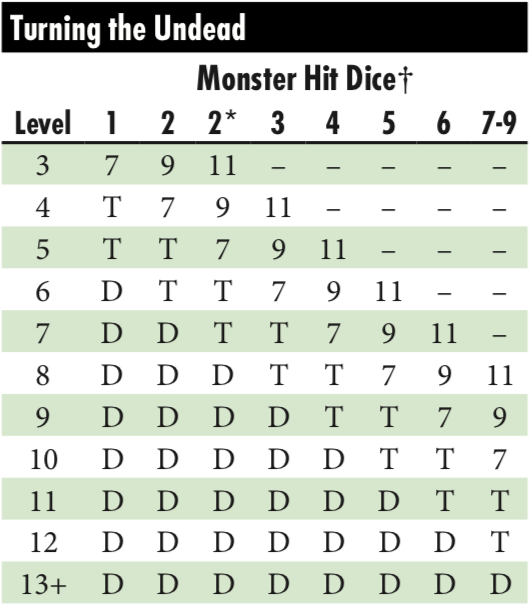 Turning the Undead
Monster Hit Dice†
Level 1 2 2* 3 4 5 6 7-9
3 7 9 11 – – – – –
4 T 7 9 11 – – – –
5 T T 7 9 11 – – –
6 D T T 7 9 11 – –
7 D D T T 7 9 11 –
8 D D D T T 7 9 11
9 D D D D T T 7 9
10 D D D D D T T 7
11 D D D D D D T T
12 D D D D D D D T
13+ D D D D D D D D